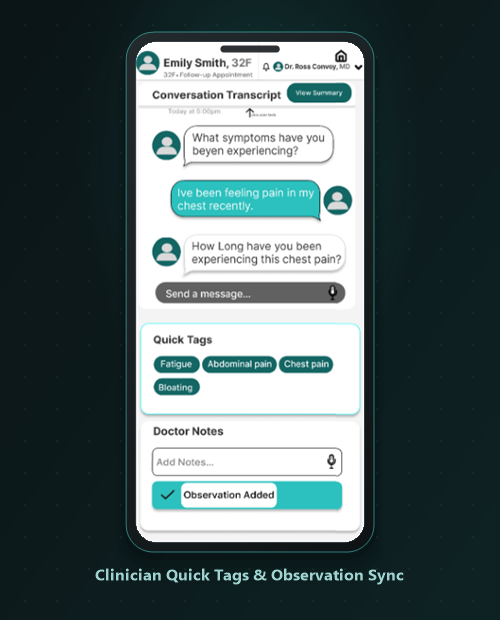 Emily Smith, 32F
32F• Follow-up Appointment
Dr. Ross Convoy, MD
Conversation Transcript
View Summary
Today at 5:00pm
What symptoms have you
beyen experiencing?
Ive been feeling pain in my
chest recently.
How Long have you been
experiencing this chest pain?
Send a message...
Quick Tags
Fatigue Abdominal pain Chest pain
Bloating
Doctor Notes
Add Notes...
Observation Added
Clinician Quick Tags & Observation Sync